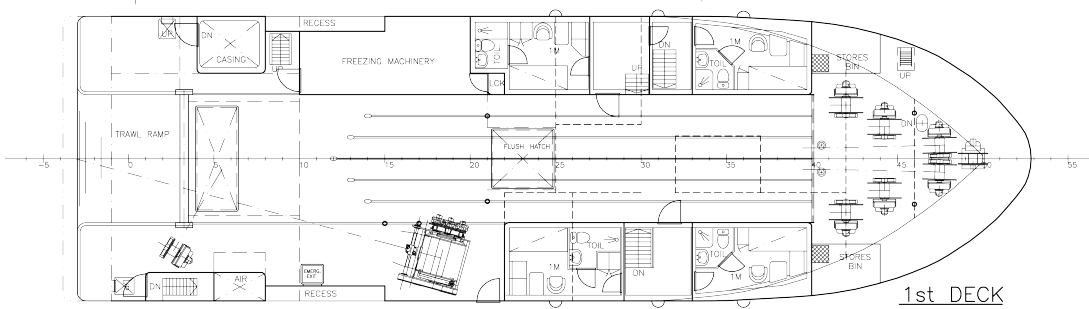 RECESS
UP
DN
CASING
UP
FREEZING MACHINERY
TOIL
1M
LCK
DN
UP
1M
TOIL
STORES
BIN
UP
TRAWL RAMP
FLUSH HATCH
DN
-5
0
5
10
15
20
25
30
35
40
45
50
55
TOIL
1M
DN
TOIL
1M
STORES
BIN
EMERG.
EXIT
AIR
DN
RECESS
1st DECK